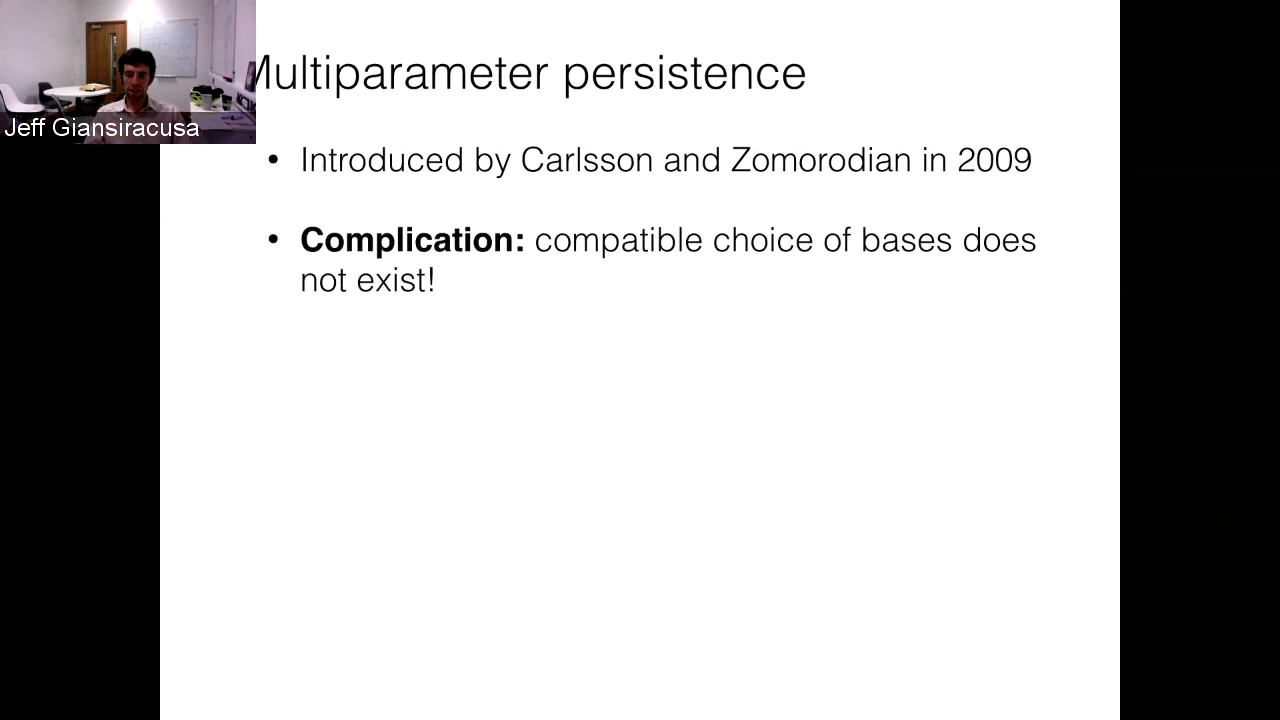 Multiparameter persistence
Jeff Giansiracusa
• Introduced by Carlsson and Zomorodian in 2009
• Complication: compatible choice of bases does
not exist!